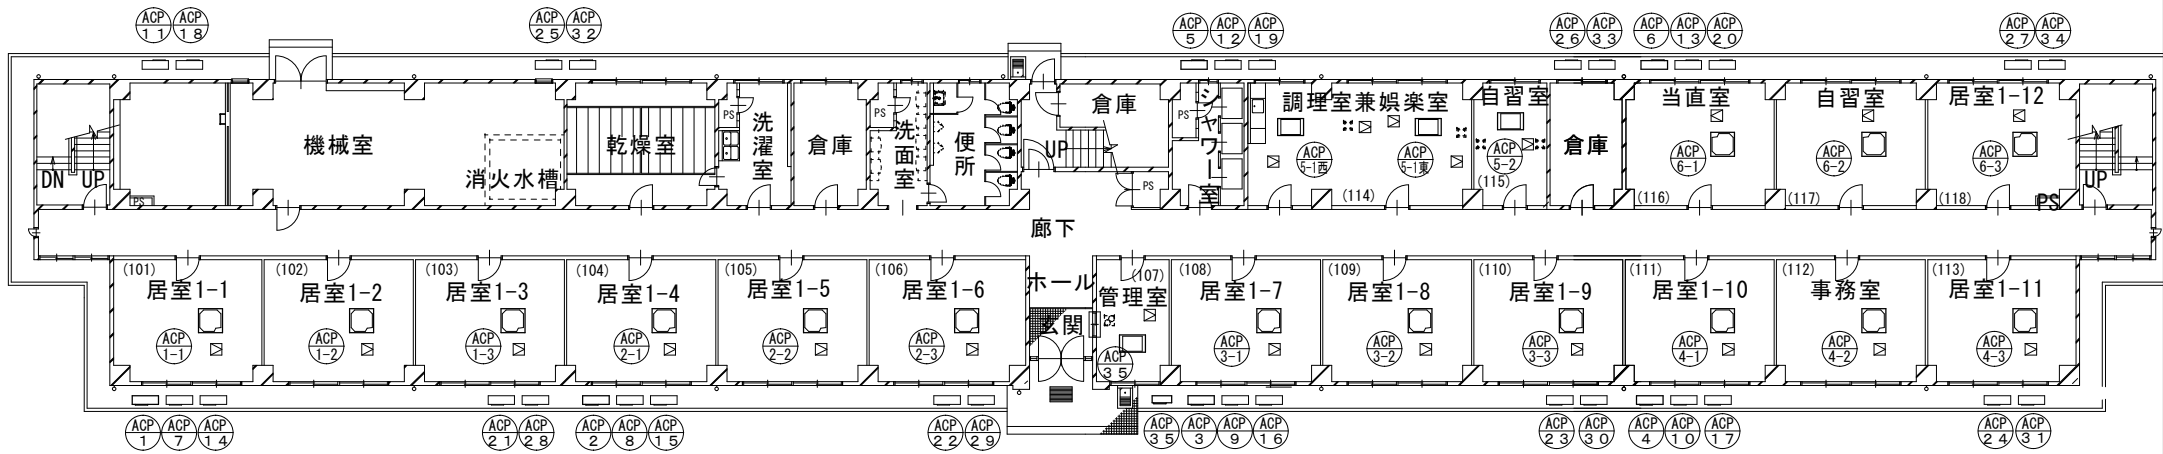 ACP 11
ACP 18
ACP 25
ACP 32
ACP 5
ACP 12
ACP 19
ACP 26
ACP 33
ACP 6
ACP 13
ACP 20
ACP 27
ACP 34
機械室
消火水槽
乾燥室
PS
洗濯室
倉庫
PS
洗面室
便所
倉庫
UP
PS
PS
シャワー室
調理室兼娯楽室
ACP 5-1西
ACP 5-1東
(114)
自習室
ACP 5-2
(115)
倉庫
当直室
ACP 6-1
(116)
自習室
ACP 6-2
(117)
居室1-12
ACP 6-3
(118)
PS
UP
DN UP
PS
廊下
(101)
居室1-1
ACP 1-1
(102)
居室1-2
ACP 1-2
(103)
居室1-3
ACP 1-3
(104)
居室1-4
ACP 2-1
(105)
居室1-5
ACP 2-2
(106)
居室1-6
ACP 2-3
ホール
玄関
(107)
管理室
ACP 35
(108)
居室1-7
ACP 3-1
(109)
居室1-8
ACP 3-2
(110)
居室1-9
ACP 3-3
(111)
居室1-10
ACP 4-1
(112)
事務室
ACP 4-2
(113)
居室1-11
ACP 4-3
ACP 1
ACP 7
ACP 14
ACP 21
ACP 28
ACP 2
ACP 8
ACP 15
ACP 22
ACP 29
ACP 35
ACP 3
ACP 9
ACP 16
ACP 23
ACP 30
ACP 4
ACP 10
ACP 17
ACP 24
ACP 31